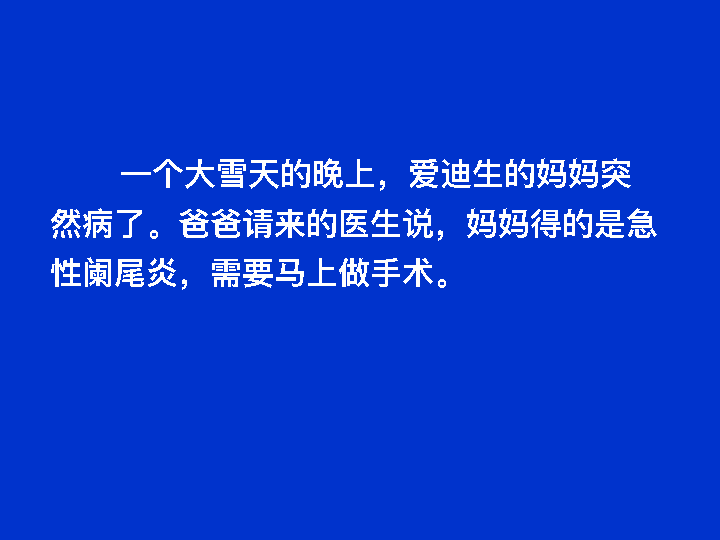 一个大雪天的晚上，爱迪生的妈妈突
然病了。爸爸请来的医生说，妈妈得的是急
性阑尾炎，需要马上做手术。